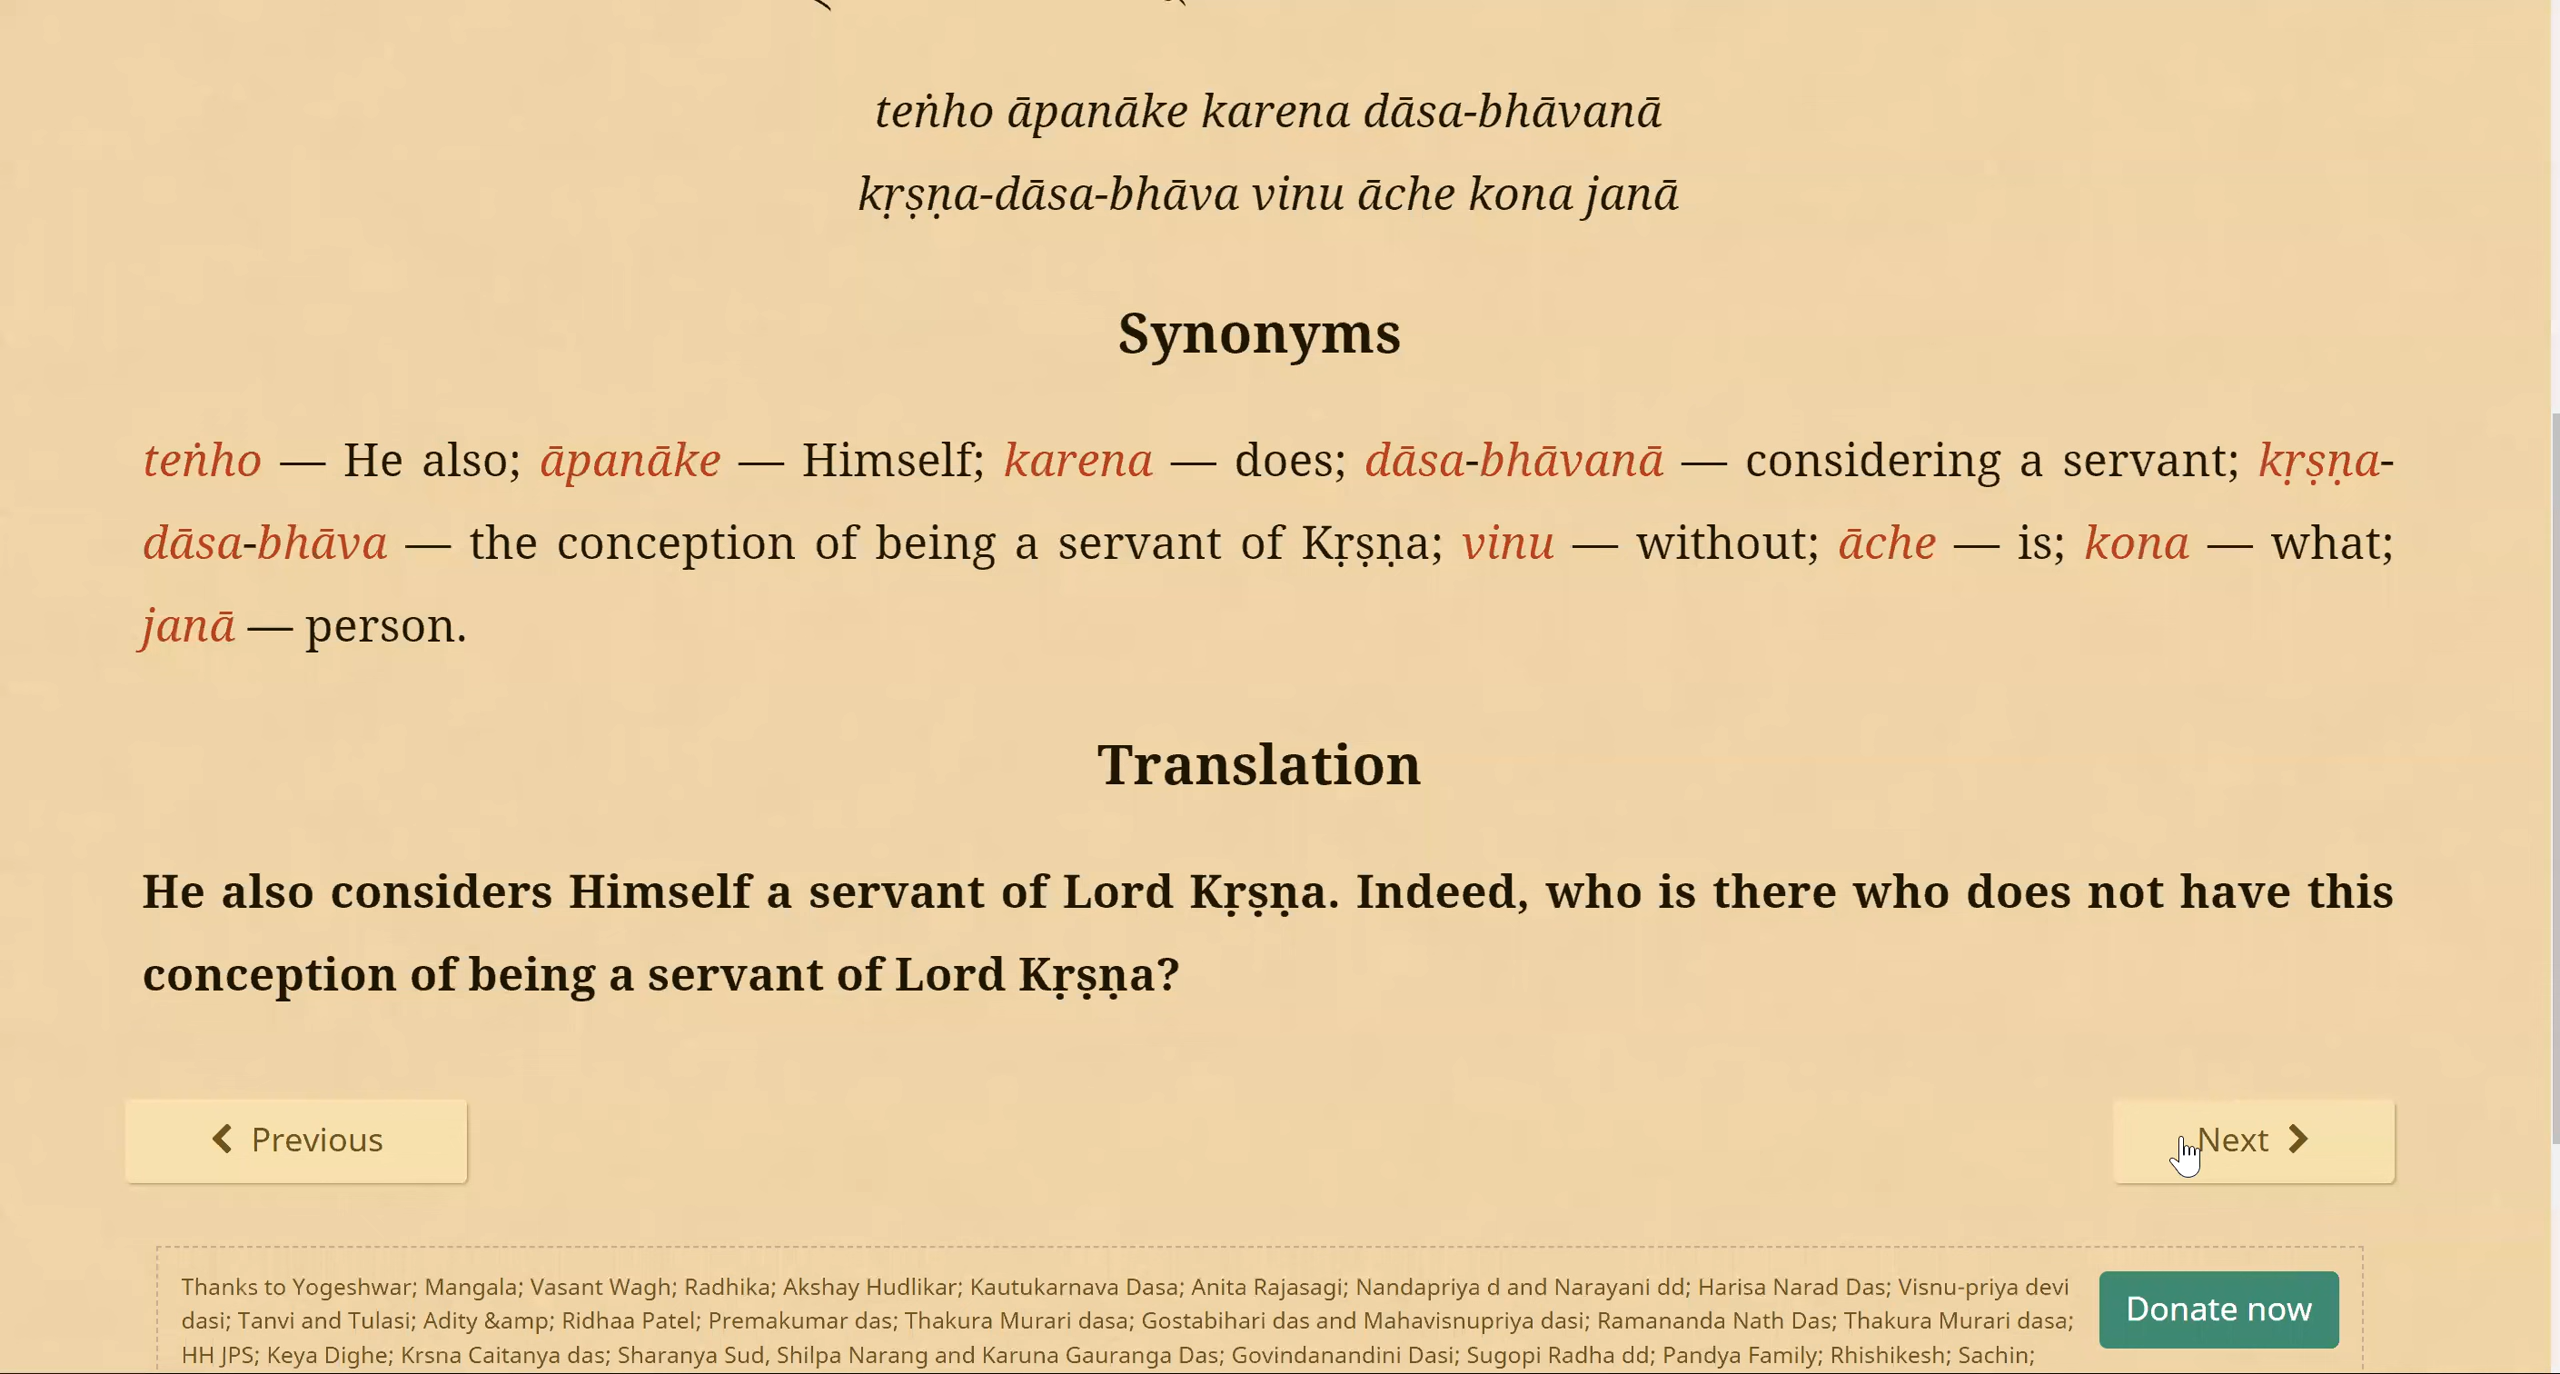 teṅho āpanāke karena dāsa-bhāvanā
kṛṣṇa-dāsa-bhāva vinu āche kona janā
Synonyms
teṅho — He also; āpanāke — Himself; karena — does; dāsa-bhāvanā — considering a servant; kṛṣṇa-
dāsa-bhāva — the conception of being a servant of Kṛṣṇa; vinu — without; āche — is; kona — what;
janā — person.
Translation
He also considers Himself a servant of Lord Kṛṣṇa. Indeed, who is there who does not have this
conception of being a servant of Lord Kṛṣṇa?
Previous
Next
Thanks to Yogeshwar; Mangala; Vasant Wagh; Radhika; Akshay Hudlikar; Kautukarnava Dasa; Anita Rajasagi; Nandapriya d and Narayani dd; Harisa Narad Das; Visnu-priya devi
dasi; Tanvi and Tulasi; Adity &amp; Ridhaa Patel; Premakumar das; Thakura Murari dasa; Gostabihari das and Mahavisnupriya dasi; Ramananda Nath Das; Thakura Murari dasa;
HH JPS; Keya Dighe; Krsna Caitanya das; Sharanya Sud, Shilpa Narang and Karuna Gauranga Das; Govindanandini Dasi; Sugopi Radha dd; Pandya Family; Rhishikesh; Sachin;
Donate now